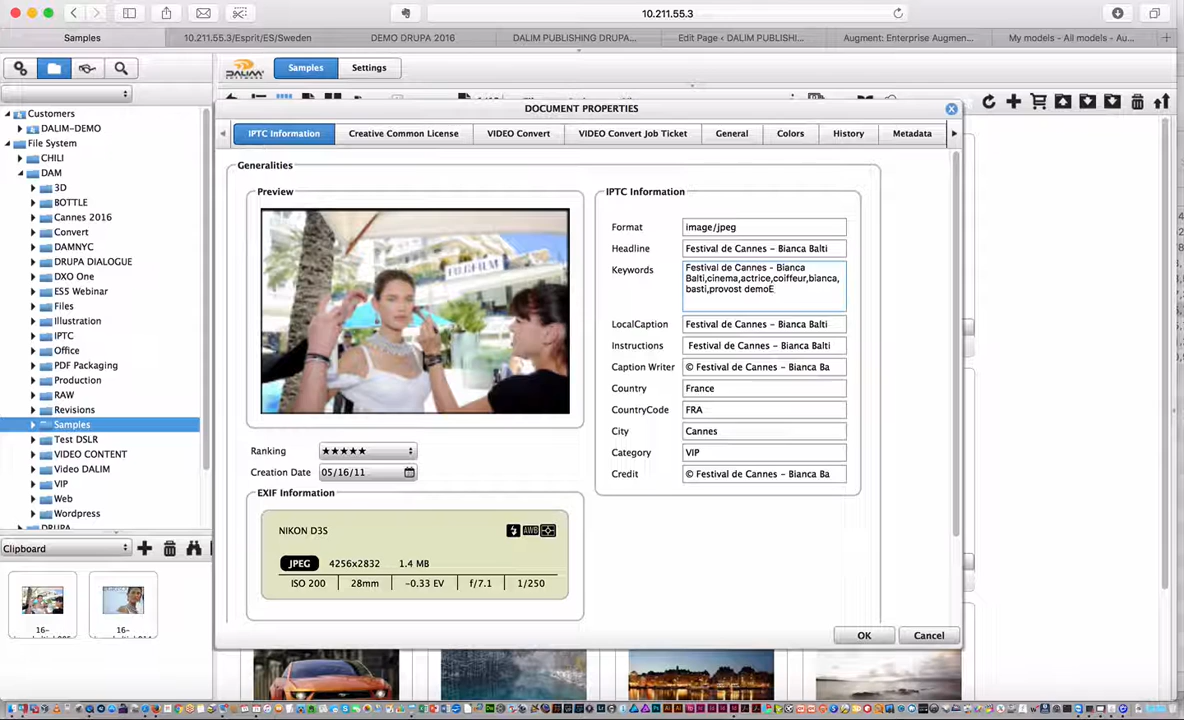 10.211.55.3
Samples
10.211.55.3/Esprit/ES/Sweden
DEMO DRUPA 2016
DALIM PUBLISHING DRUPA...
Edit Page ‹ DALIM PUBLISHI...
Augment: Enterprise Augmen...
My models - All models - Au...
DALIM
SOFTWARE
Samples
Settings
Customers
DALIM-DEMO
File System
CHILI
DAM
3D
BOTTLE
Cannes 2016
Convert
DAMNYC
DRUPA DIALOGUE
DXO One
ES5 Webinar
Files
Illustration
IPTC
Office
PDF Packaging
Production
RAW
Revisions
Samples
Test DSLR
VIDEO CONTENT
Video DALIM
VIP
Web
Wordpress
DRUPA
Clipboard
16-
16-
DOCUMENT PROPERTIES
IPTC Information
Creative Common License
VIDEO Convert
VIDEO Convert Job Ticket
General
Colors
History
Metadata
Generalities
Preview
FUJIFILM
Ranking
★★★★★
Creation Date
05/16/11
EXIF Information
NIKON D3S
AWB
JPEG
4256x2832
1.4 MB
ISO 200
28mm
-0.33 EV
f/7.1
1/250
IPTC Information
Format
image/jpeg
Headline
Festival de Cannes - Bianca Balti
Keywords
Festival de Cannes - Bianca
Balti,cinema,actrice,coiffeur,bianca,
basti,provost demoE
LocalCaption
Festival de Cannes - Bianca Balti
Instructions
Festival de Cannes - Bianca Balti
Caption Writer
© Festival de Cannes - Bianca Ba
Country
France
CountryCode
FRA
City
Cannes
Category
VIP
Credit
© Festival de Cannes - Bianca Ba
OK
Cancel